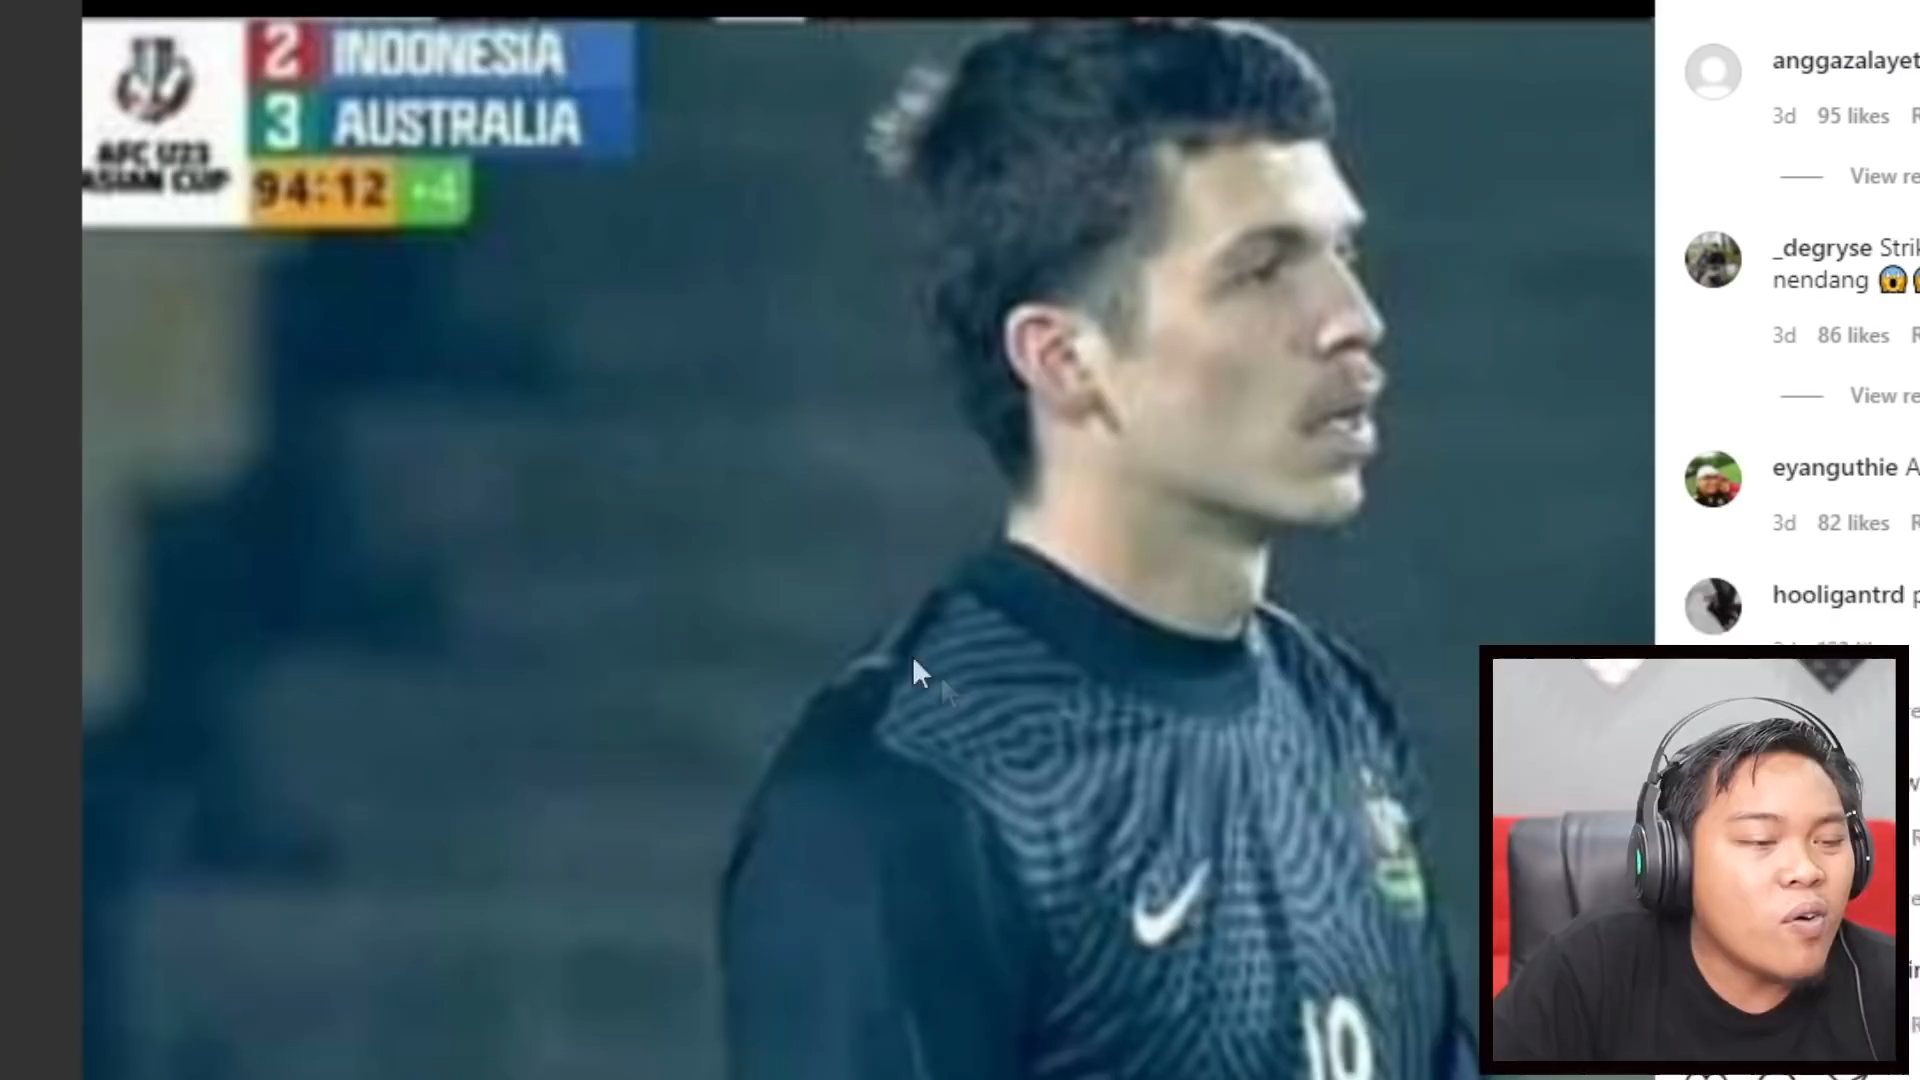 2 INDONESIA
3 AUSTRALIA
AFC U23
ASIAN CUP
94:12 +4
10
anggazalayet
3d 95 likes R
View re
_degryse Strik
nendang 😱
3d 86 likes R
View re
eyanguthie A
3d 82 likes R
hooligantrd p